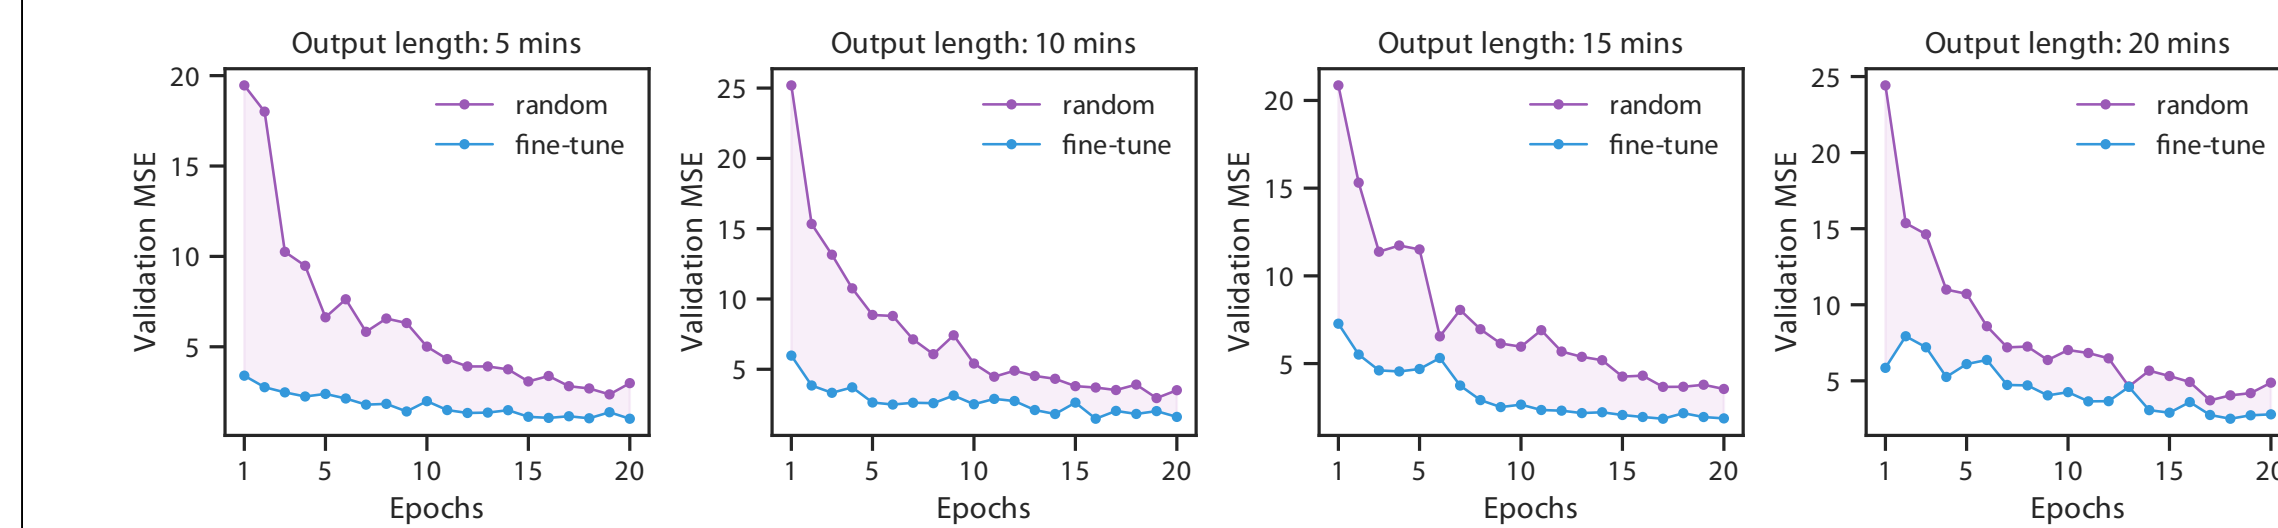 Output length: 5 mins
20
15
10
5
Validation MSE
random
fine-tune
1 5 10 15 20
Epochs
Output length: 10 mins
25
20
15
10
5
Validation MSE
random
fine-tune
1 5 10 15 20
Epochs
Output length: 15 mins
20
15
10
5
Validation MSE
random
fine-tune
1 5 10 15 20
Epochs
Output length: 20 mins
25
20
15
10
5
Validation MSE
random
fine-tune
1 5 10 15 20
Epochs